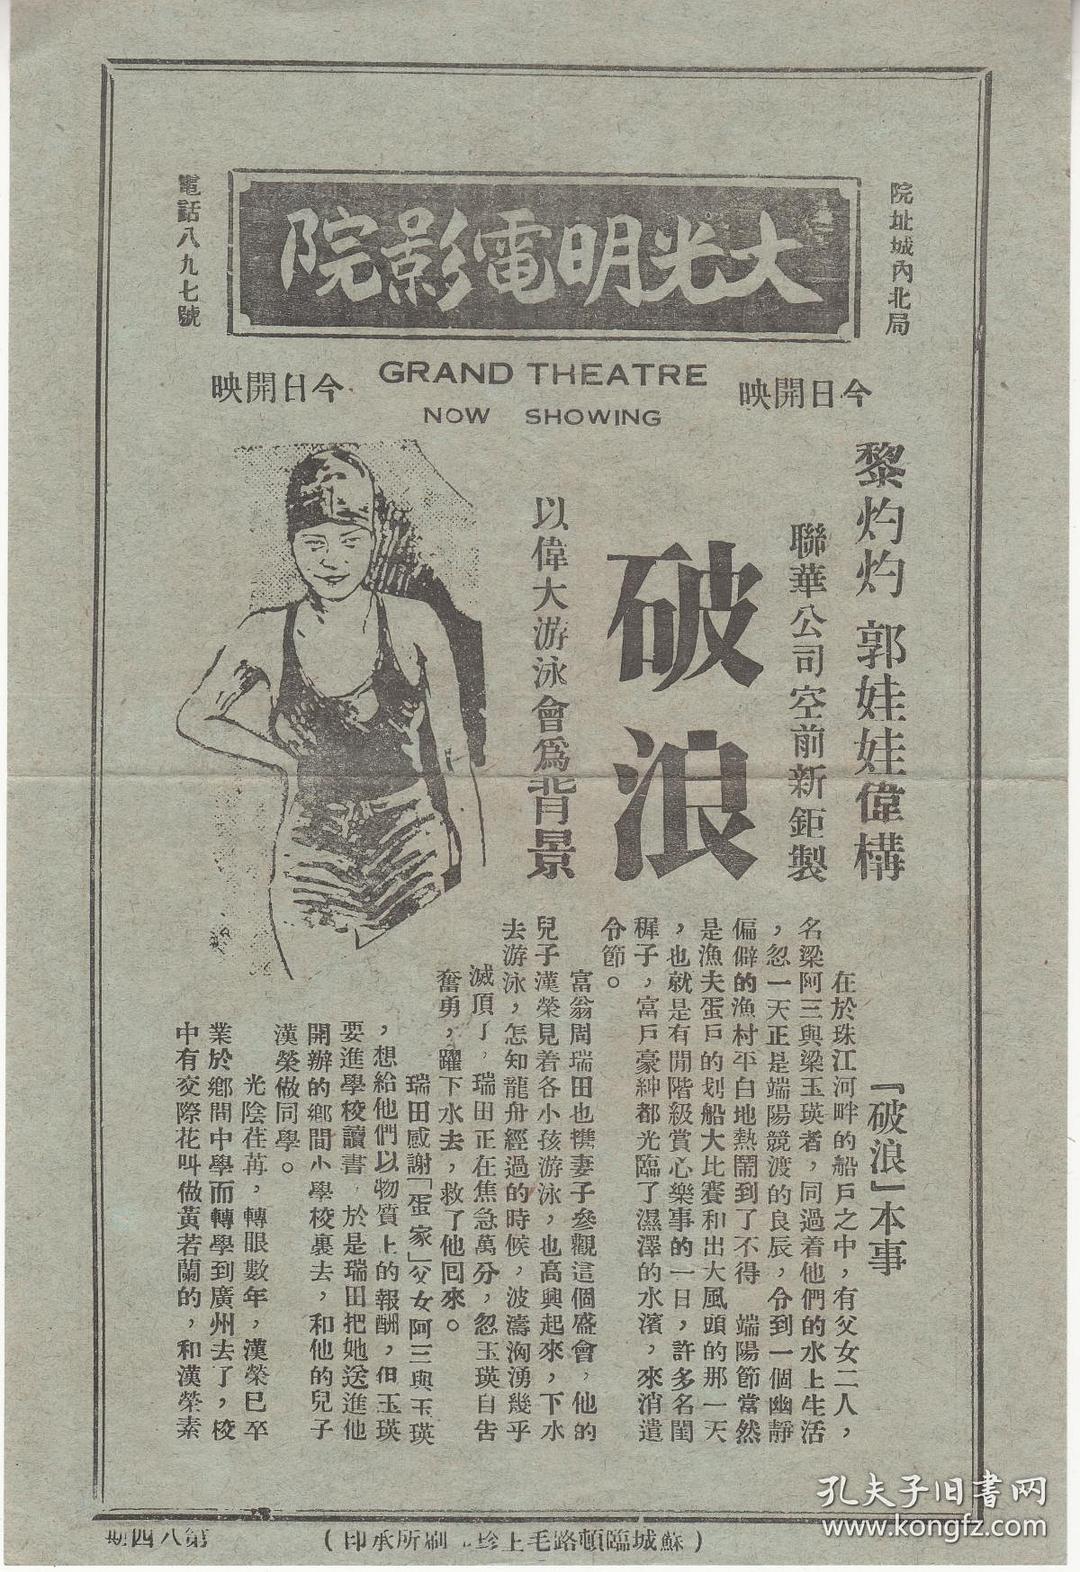 院址城內北局
大光明電影院
電話八九七號
GRAND THEATRE
NOW SHOWING
今日開映
今日開映
黎灼灼 郭娃娃偉構
聯華公司空前新鉅製
破浪
以偉大游泳會爲背景
『破浪』本事
在於珠江河畔的船戶之中，有父女二人，
名梁阿三與梁玉瑛者，同過着他們的水上生活
，忽一天正是端陽競渡的良辰，令到一個幽靜
偏僻的漁村平白地熱鬧到了不得 端陽節當然
是漁夫蛋戶的划船大比賽和出大風頭的那一天
，也就是有閒階級賞心樂事的一日，許多名閨
穉子，富戶豪紳都光臨了濕澤的水濱，來消遣
令節。
富翁周瑞田也攜妻子參觀這個盛會，他的
兒子漢榮見着各小孩游泳，也高興起來，下水
去游泳，怎知龍舟經過的時候，波濤洶湧幾乎
滅頂了，瑞田正在焦急萬分，忽玉瑛自告
奮勇，躍下水去，救了他回來。
瑞田感謝「蛋家」父女阿三與玉瑛
，想給他們以物質上的報酬，但玉瑛
要進學校讀書，於是瑞田把她送進他
開辦的鄉間小學校裏去，和他的兒子
漢榮做同學。
光陰荏苒，轉眼數年，漢榮已卒
業於鄉間中學而轉學到廣州去了，校
中有交際花叫做黃若蘭的，和漢榮素
（蘇城臨頓路毛上珍 刷所承印）
第八四期
孔夫子旧書网
www.kongfz.com